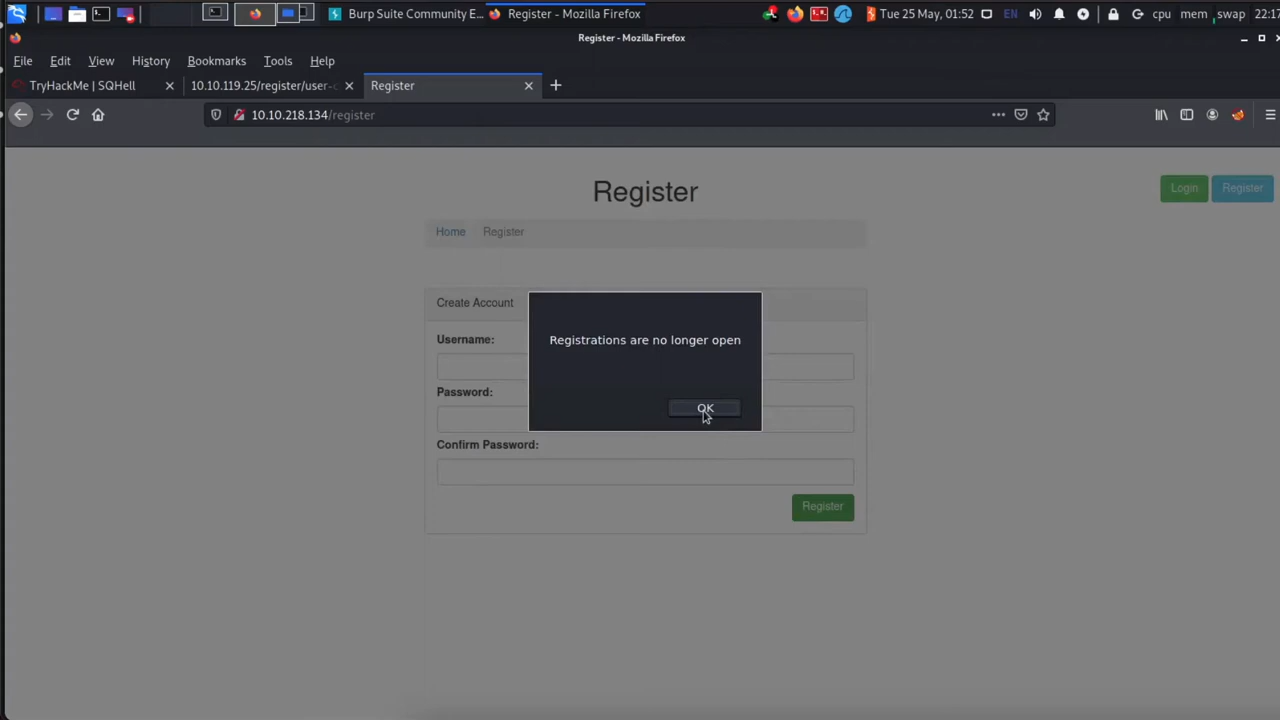 Burp Suite Community E...
Register - Mozilla Firefox
Tue 25 May, 01:52
EN
cpu
mem
swap
22:17
Register - Mozilla Firefox
File
Edit
View
History
Bookmarks
Tools
Help
TryHackMe | SQHell
10.10.119.25/register/user-
Register
10.10.218.134/register
Register
Login
Register
Home
Register
Create Account
Username:
Password:
Confirm Password:
Register
Registrations are no longer open
OK